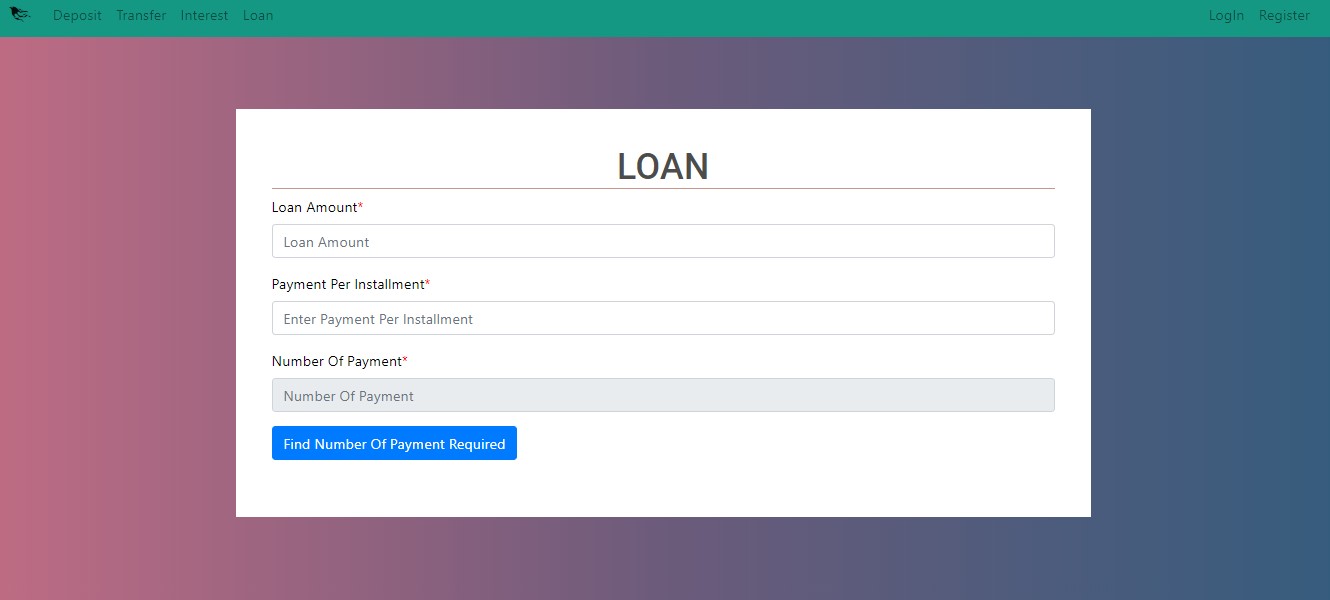 Deposit Transfer Interest Loan LogIn Register
LOAN
Loan Amount*
Loan Amount
Payment Per Installment*
Enter Payment Per Installment
Number Of Payment*
Number Of Payment
Find Number Of Payment Required